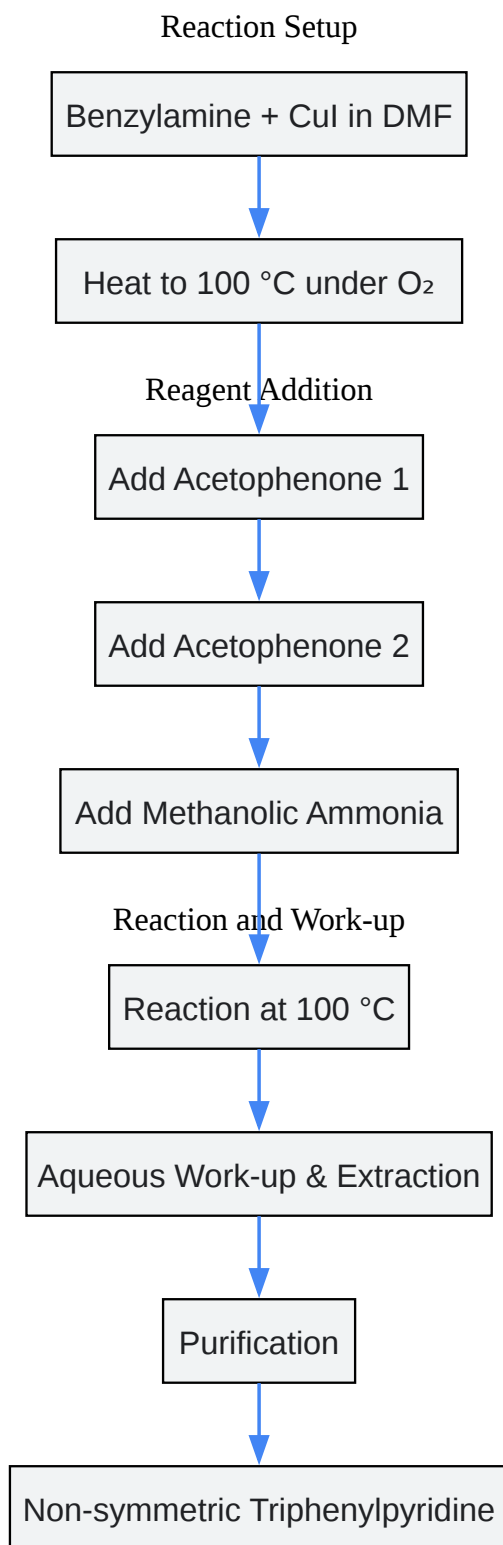 Reaction Setup
Benzylamine + CuI in DMF
Heat to 100 °C under O₂
Reagent Addition
Add Acetophenone 1
Add Acetophenone 2
Add Methanolic Ammonia
Reaction and Work-up
Reaction at 100 °C
Aqueous Work-up & Extraction
Purification
Non-symmetric Triphenylpyridine